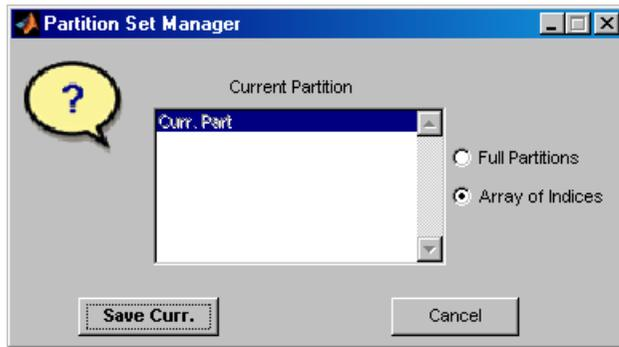 Partition Set Manager
?
Current Partition
Curr. Part
Full Partitions
Array of Indices
Save Curr.
Cancel